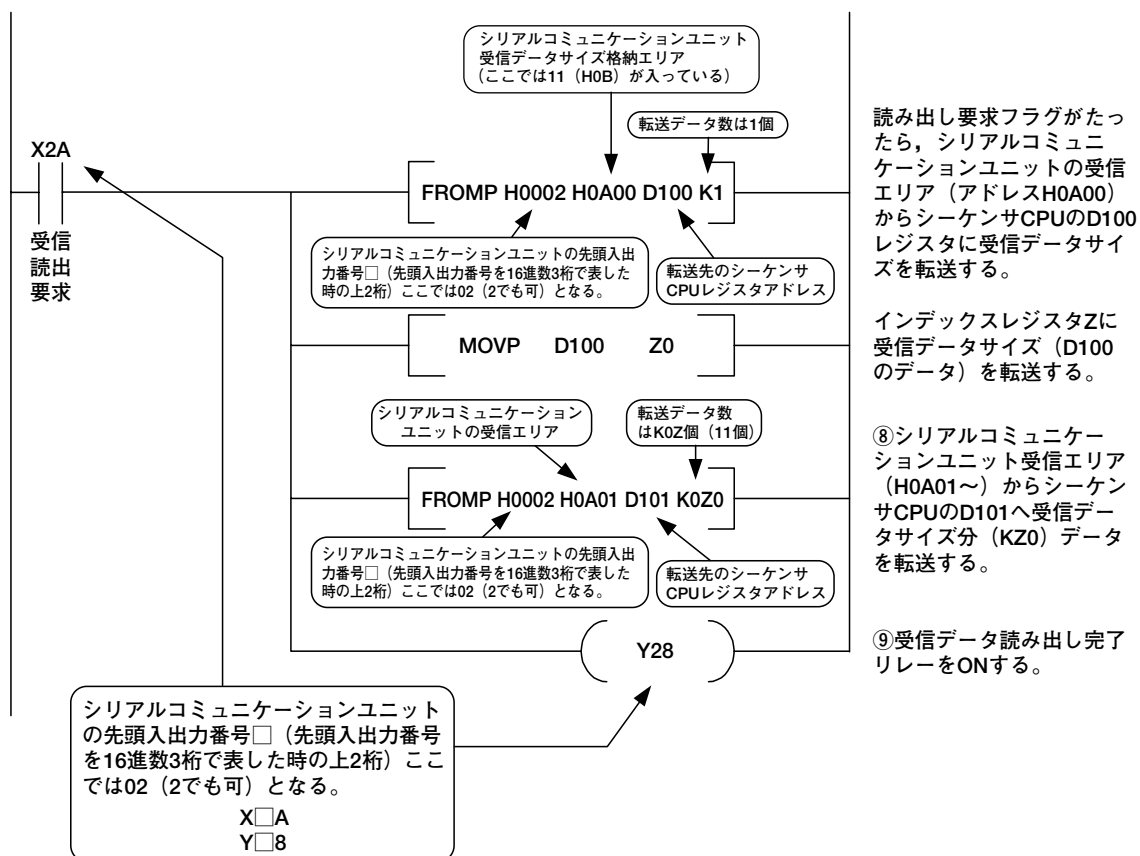 シリアルコミュニケーションユニット
受信データサイズ格納エリア
（ここでは11（H0B）が入っている）
転送データ数は1個
X2A
受信
読出
要求
FROMP H0002 H0A00 D100 K1
シリアルコミュニケーションユニットの先頭入出
力番号□（先頭入出力番号を16進数3桁で表した
時の上2桁）ここでは02（2でも可）となる。
転送先のシーケンサ
CPUレジスタアドレス
読み出し要求フラグがたっ
たら，シリアルコミュニ
ケーションユニットの受信
エリア（アドレスH0A00）
からシーケンサCPUのD100
レジスタに受信データサイ
ズを転送する。
MOVP D100 Z0
インデックスレジスタZに
受信データサイズ（D100
のデータ）を転送する。
シリアルコミュニケーション
ユニットの受信エリア
転送データ数
はK0Z個（11個）
FROMP H0002 H0A01 D101 K0Z0
シリアルコミュニケーションユニットの先頭入出
力番号□（先頭入出力番号を16進数3桁で表した
時の上2桁）ここでは02（2でも可）となる。
転送先のシーケンサ
CPUレジスタアドレス
⑧シリアルコミュニケー
ションユニット受信エリア
（H0A01～）からシーケン
サCPUのD101へ受信デー
タサイズ分（KZ0）データ
を転送する。
Y28
⑨受信データ読み出し完了
リレーをONする。
シリアルコミュニケーションユニット
の先頭入出力番号□（先頭入出力番号
を16進数3桁で表した時の上2桁）ここ
では02（2でも可）となる。
X□A
Y□8